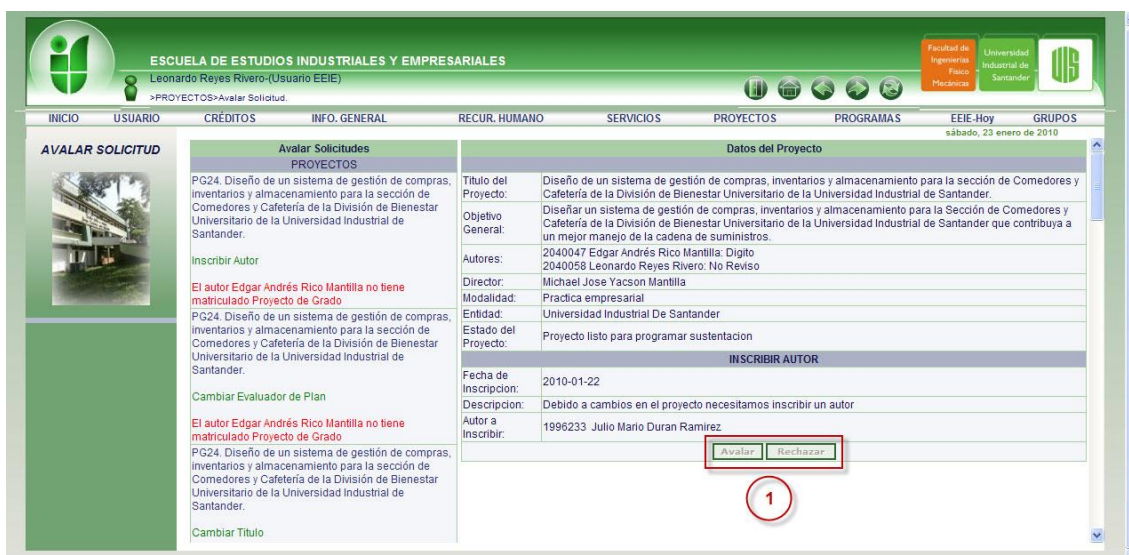 ESCUELA DE ESTUDIOS INDUSTRIALES Y EMPRESARIALES
Leonardo Reyes Rivero-(Usuario EEIE)
>PROYECTOS>Avalar Solicitud.
Facultad de
Ingenierías
Físico
Mecánicas
Universidad
Industrial de
Santander
UIS
INICIO USUARIO CRÉDITOS INFO. GENERAL RECUR. HUMANO SERVICIOS PROYECTOS PROGRAMAS EEIE-Hoy GRUPOS
sábado, 23 enero de 2010
AVALAR SOLICITUD
Avalar Solicitudes
PROYECTOS
PG24. Diseño de un sistema de gestión de compras,
inventarios y almacenamiento para la sección de
Comedores y Cafetería de la División de Bienestar
Universitario de la Universidad Industrial de
Santander.
Inscribir Autor
El autor Edgar Andrés Rico Mantilla no tiene
matriculado Proyecto de Grado
PG24. Diseño de un sistema de gestión de compras,
inventarios y almacenamiento para la sección de
Comedores y Cafetería de la División de Bienestar
Universitario de la Universidad Industrial de
Santander.
Cambiar Evaluador de Plan
El autor Edgar Andrés Rico Mantilla no tiene
matriculado Proyecto de Grado
PG24. Diseño de un sistema de gestión de compras,
inventarios y almacenamiento para la sección de
Comedores y Cafetería de la División de Bienestar
Universitario de la Universidad Industrial de
Santander.
Cambiar Titulo
Datos del Proyecto
Titulo del
Proyecto:
Diseño de un sistema de gestión de compras, inventarios y almacenamiento para la sección de Comedores y
Cafetería de la División de Bienestar Universitario de la Universidad Industrial de Santander.
Objetivo
General:
Diseñar un sistema de gestión de compras, inventarios y almacenamiento para la Sección de Comedores y
Cafetería de la División de Bienestar Universitario de la Universidad Industrial de Santander que contribuya a
un mejor manejo de la cadena de suministros.
Autores:
2040047 Edgar Andrés Rico Mantilla: Digito
2040058 Leonardo Reyes Rivero: No Reviso
Director: Michael Jose Yacson Mantilla
Modalidad: Practica empresarial
Entidad: Universidad Industrial De Santander
Estado del
Proyecto:
Proyecto listo para programar sustentacion
INSCRIBIR AUTOR
Fecha de
Inscripcion:
2010-01-22
Descripcion: Debido a cambios en el proyecto necesitamos inscribir un autor
Autor a
Inscribir:
1996233 Julio Mario Duran Ramirez
Avalar Rechazar
1